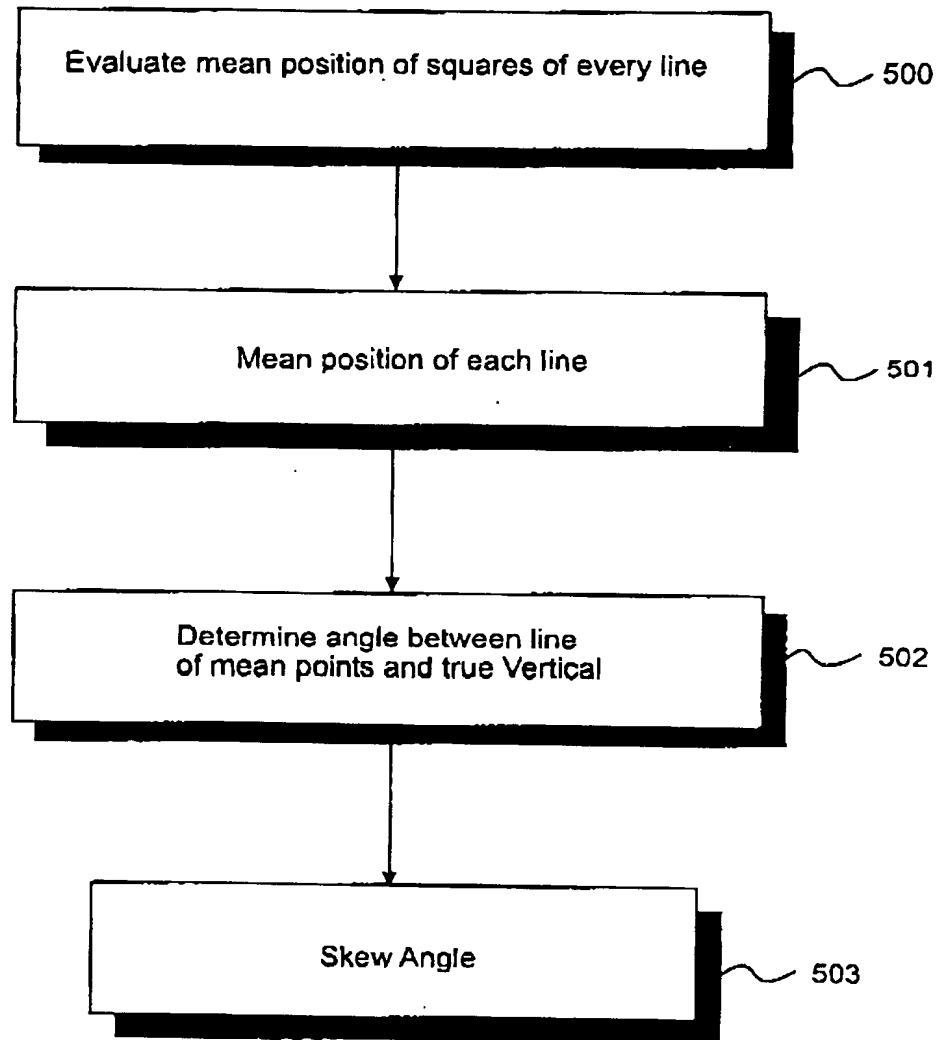 Evaluate mean position of squares of every line
500
Mean position of each line
501
Determine angle between line
of mean points and true Vertical
502
Skew Angle
503